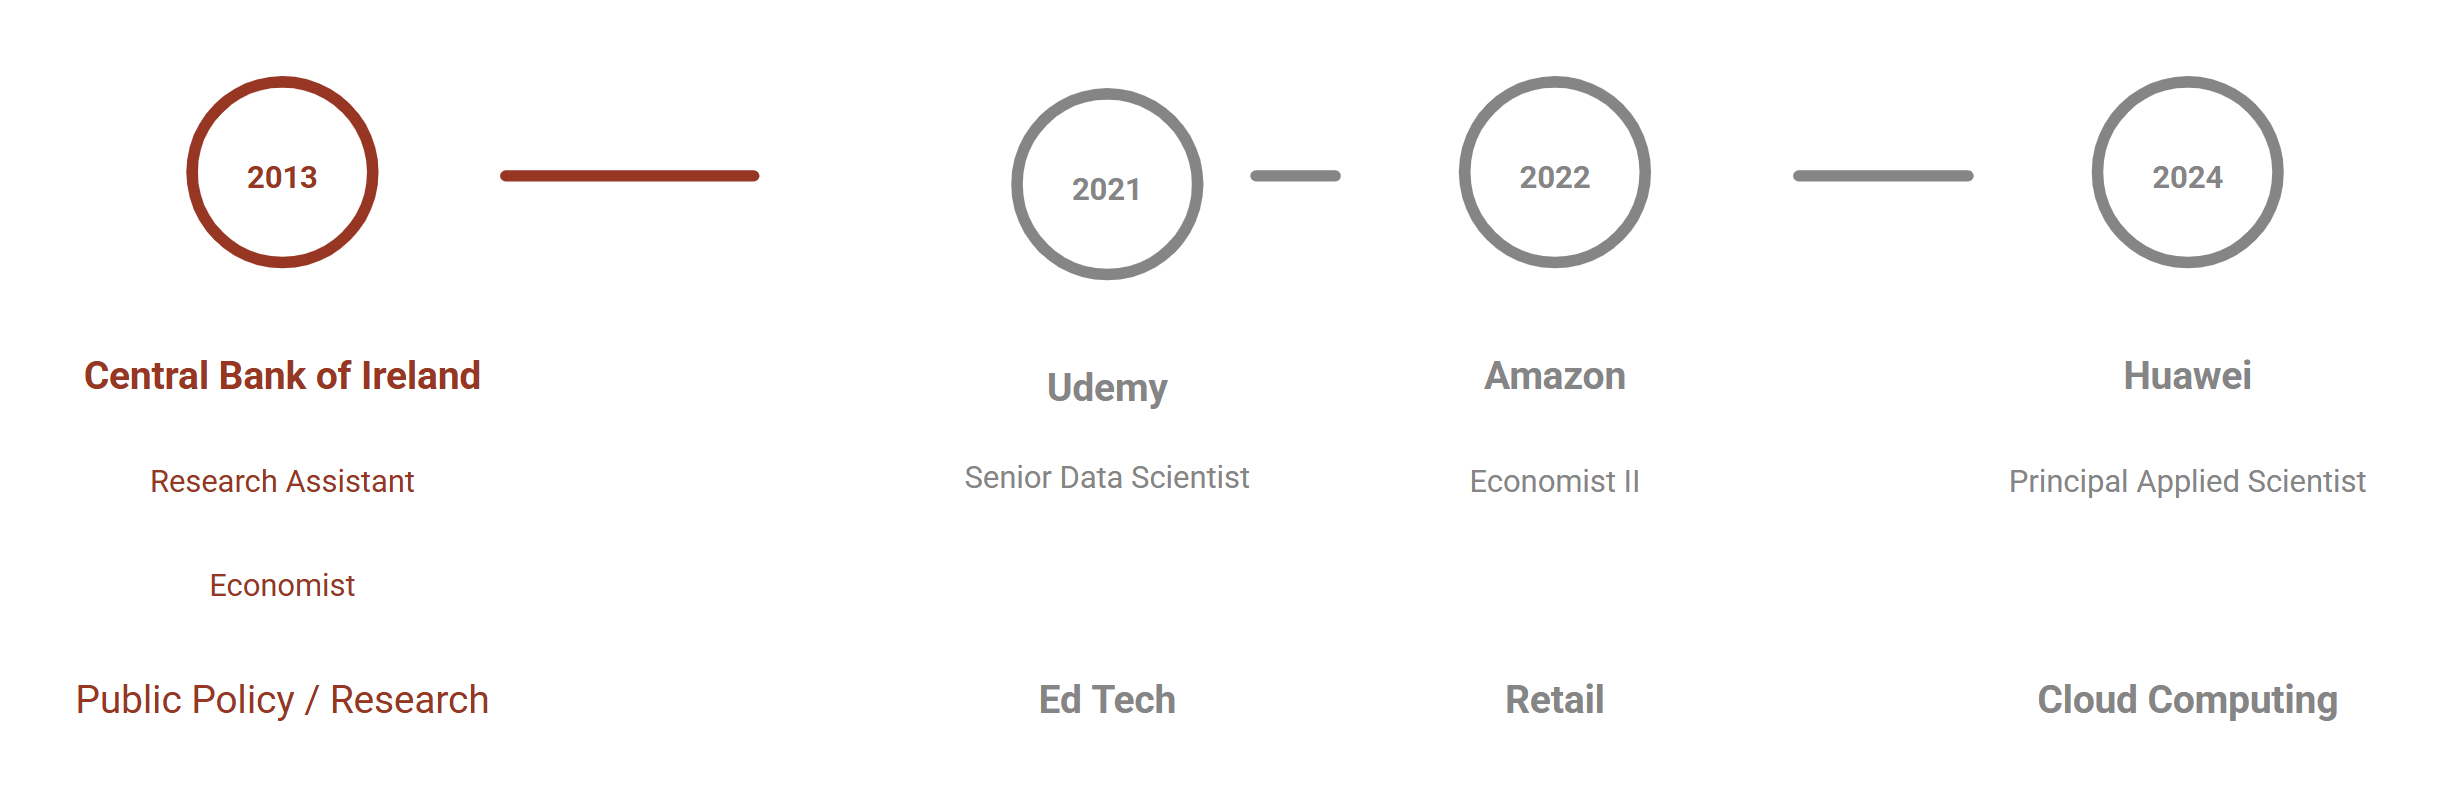 2013
2021
2022
2024
Central Bank of Ireland
Udemy
Amazon
Huawei
Research Assistant
Senior Data Scientist
Economist II
Principal Applied Scientist
Economist
Public Policy / Research
Ed Tech
Retail
Cloud Computing